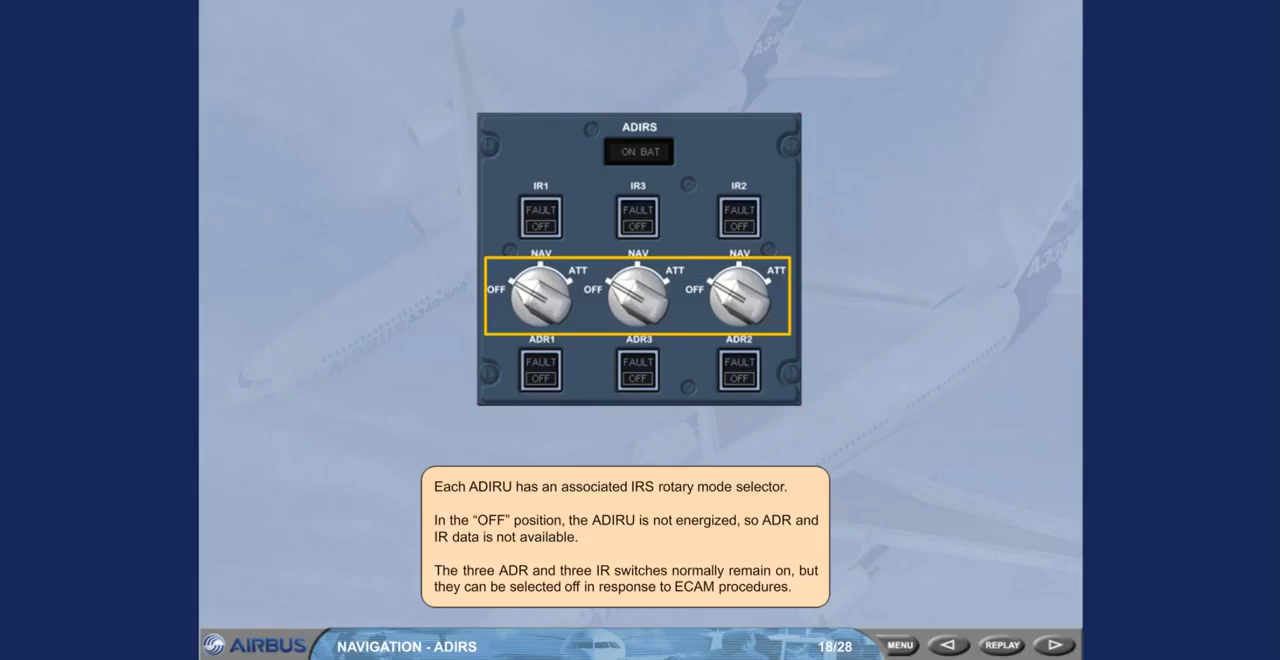 ADIRS
ON BAT
IR1 IR3 IR2
FAULT FAULT FAULT
OFF OFF OFF
NAV NAV NAV
ATT ATT ATT
OFF OFF OFF
ADR1 ADR3 ADR2
FAULT FAULT FAULT
OFF OFF OFF
Each ADIRU has an associated IRS rotary mode selector.
In the “OFF” position, the ADIRU is not energized, so ADR and
IR data is not available.
The three ADR and three IR switches normally remain on, but
they can be selected off in response to ECAM procedures.
AIRBUS NAVIGATION - ADIRS 18/28 MENU REPLAY